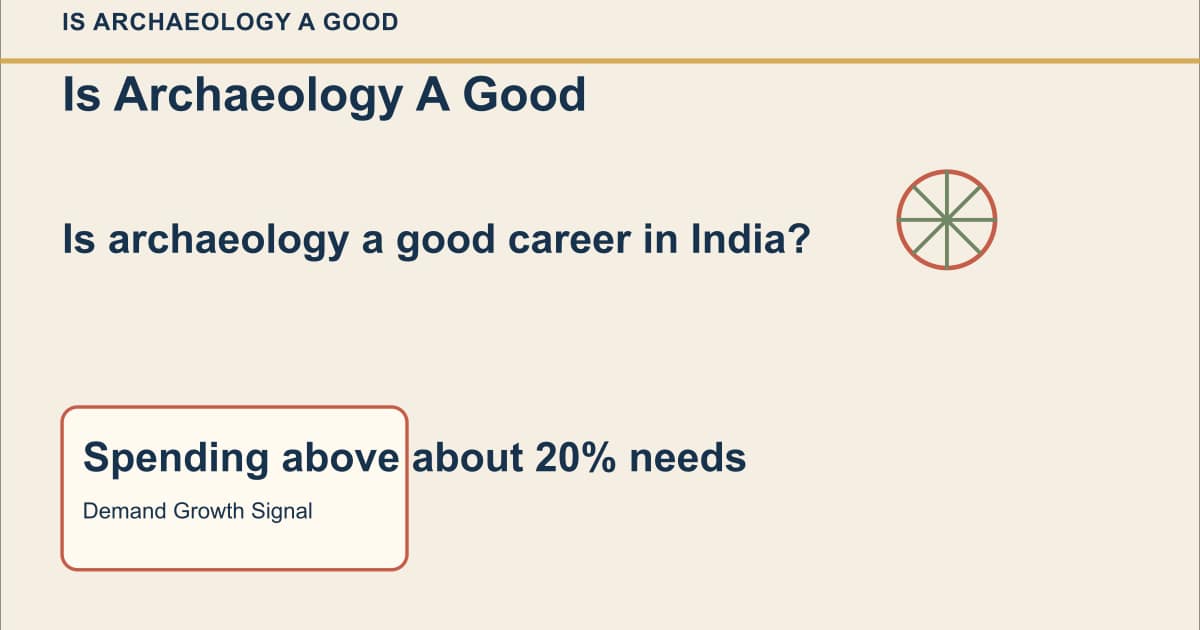 IS ARCHAEOLOGY A GOOD
Is Archaeology A Good
Is archaeology a good career in India?
Spending above about 20% needs
Demand Growth Signal